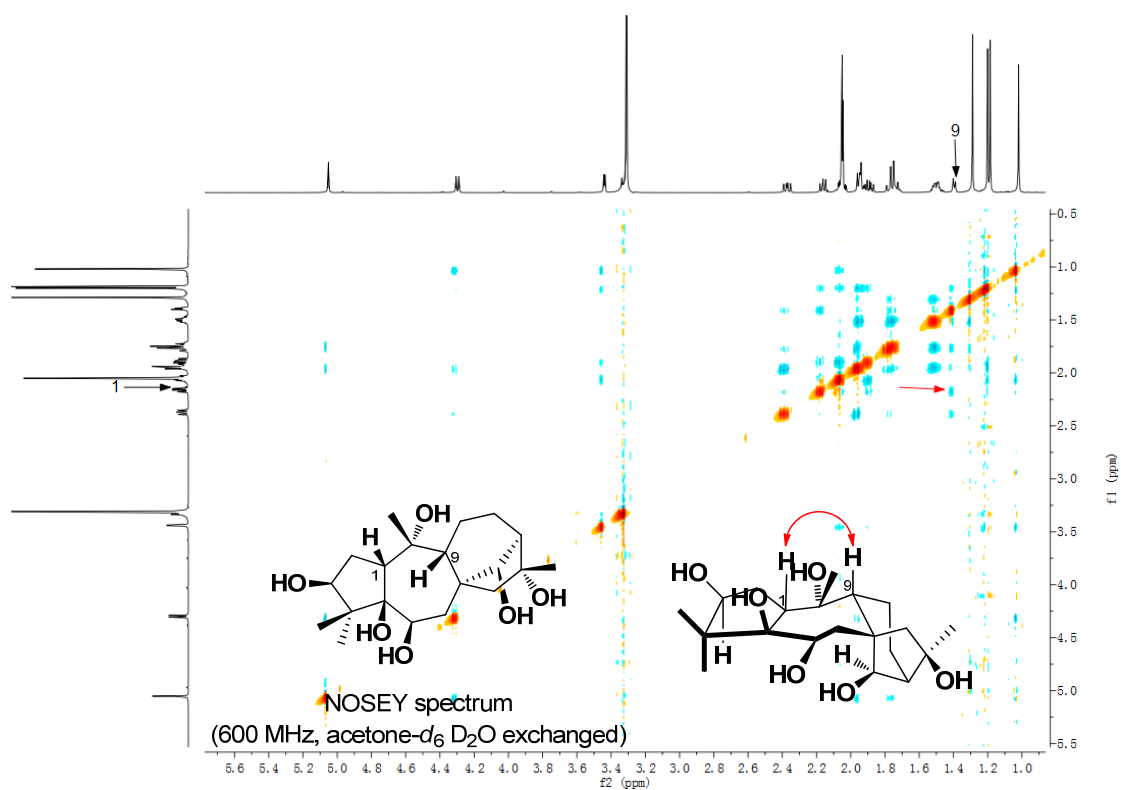 9
0.5
1.0
1.5
1
2.0
2.5
3.0
f1 (ppm)
3.5
4.0
4.5
5.0
5.5
OH
H
9
1
H
HO
OH
OH
HO
HO
H
H
HO
HO
9
HO
1
H
H
HO
HO
OH
NOSEY spectrum
(600 MHz, acetone-d6 D2O exchanged)
5.6 5.4 5.2 5.0 4.8 4.6 4.4 4.2 4.0 3.8 3.6 3.4 3.2 3.0 2.8 2.6 2.4 2.2 2.0 1.8 1.6 1.4 1.2 1.0
f2 (ppm)